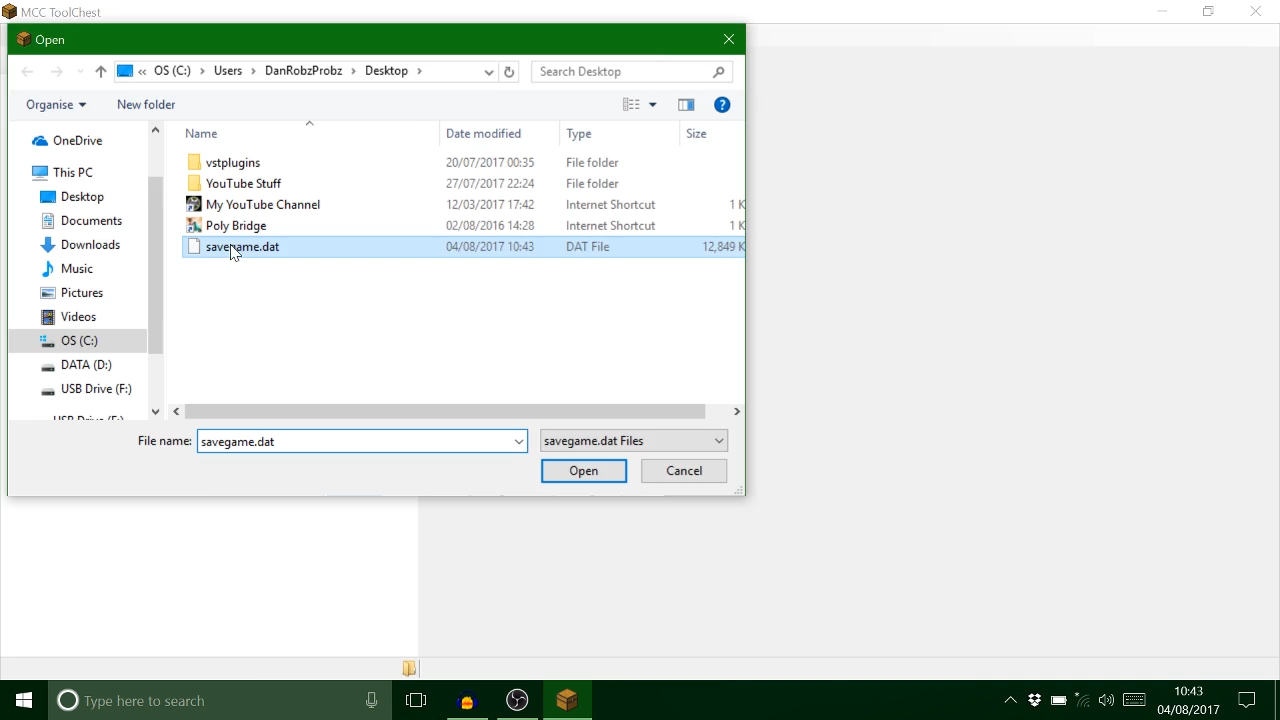 MCC ToolChest
Open
« OS (C:) › Users › DanRobzProbz › Desktop ›
Search Desktop
Organise
New folder
?
Name
Date modified
Type
Size
OneDrive
This PC
Desktop
Documents
Downloads
Music
Pictures
Videos
OS (C:)
DATA (D:)
USB Drive (F:)
USB Drive (F:)
vstplugins 20/07/2017 00:35 File folder
YouTube Stuff 27/07/2017 22:24 File folder
My YouTube Channel 12/03/2017 17:42 Internet Shortcut 1 K
Poly Bridge 02/08/2016 14:28 Internet Shortcut 1 K
savegame.dat 04/08/2017 10:43 DAT File 12,849 K
File name: savegame.dat
savegame.dat Files
Open
Cancel
Type here to search
10:43
04/08/2017